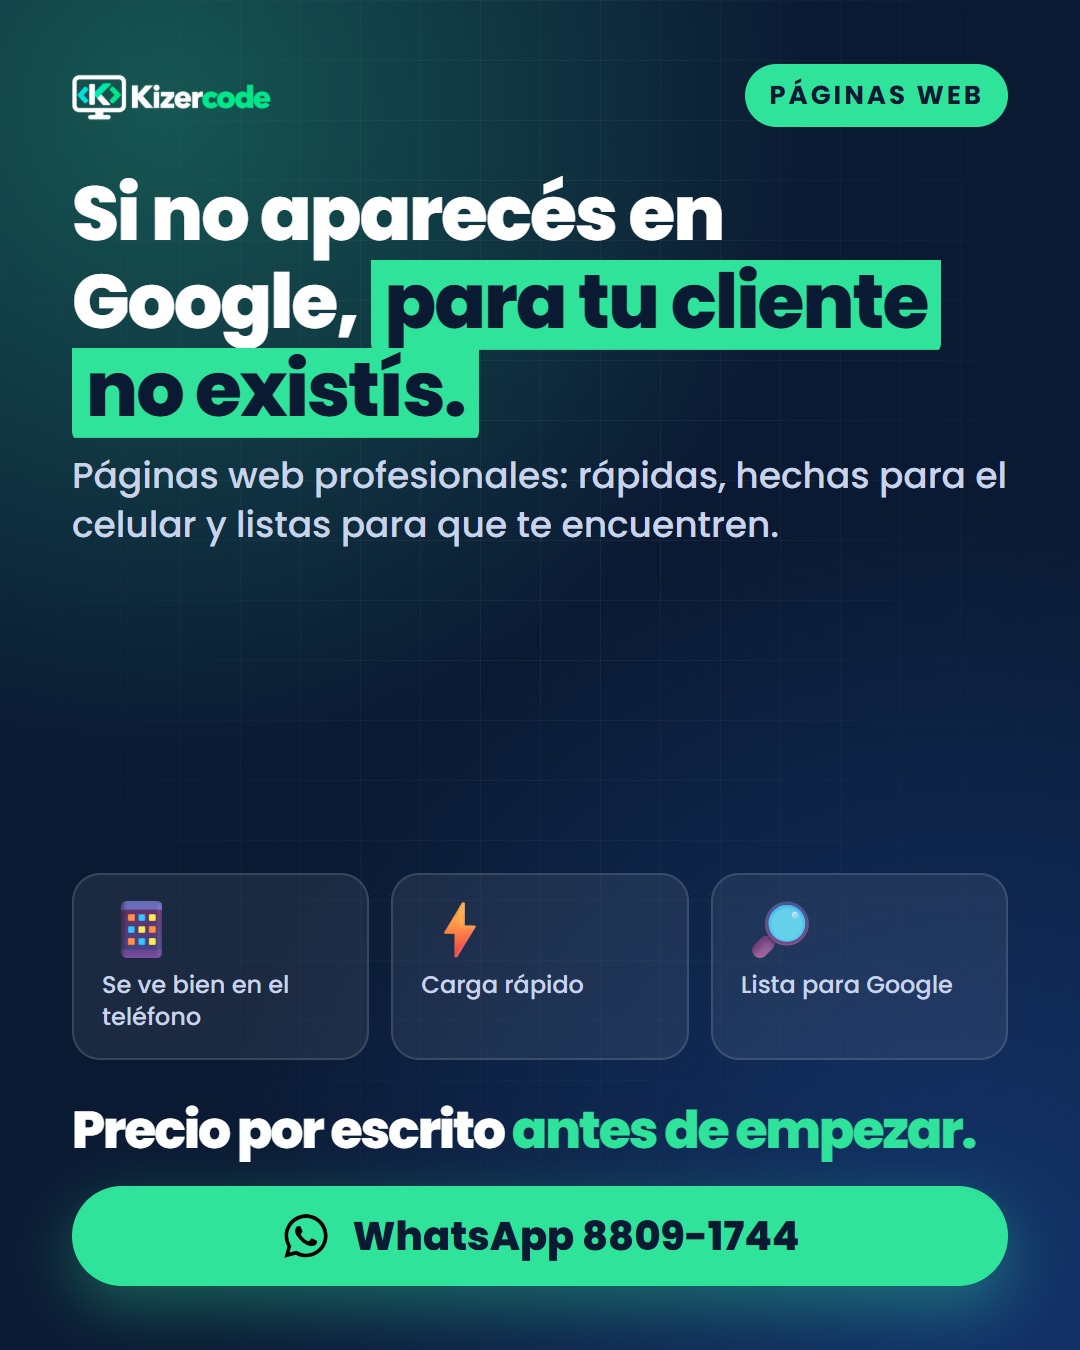 Kizercode
PÁGINAS WEB
Si no aparecés en
Google, para tu cliente
no existís.
Páginas web profesionales: rápidas, hechas para el
celular y listas para que te encuentren.
Se ve bien en el
teléfono
Carga rápido
Lista para Google
Precio por escrito antes de empezar.
WhatsApp 8809-1744